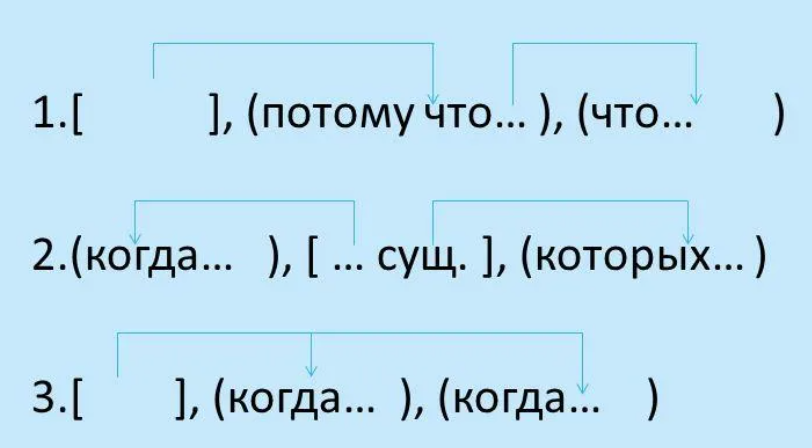 1.[ ], (потому что... ), (что... )
2.(когда... ), [ ... сущ. ], (которых... )
3.[ ], (когда... ), (когда... )